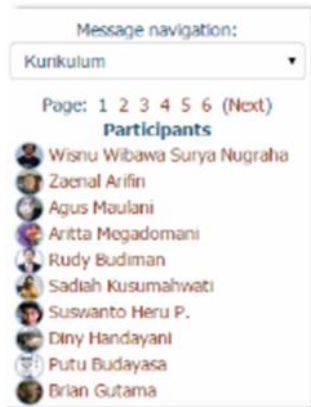 Message navigation:
Kurikulum
Page: 1 2 3 4 5 6 (Next)
Participants
Wisnu Wibawa Surya Nugraha
Zaenal Arifin
Agus Maulani
Aritta Megadomani
Rudy Budiman
Sadiah Kusumahwati
Suswanto Heru P.
Diny Handayani
Putu Budayasa
Brian Gutama